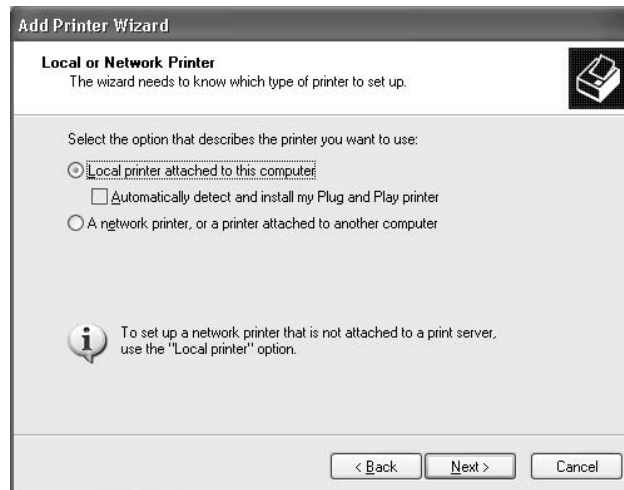 Add Printer Wizard
Local or Network Printer
The wizard needs to know which type of printer to set up.
Select the option that describes the printer you want to use:
Local printer attached to this computer
Automatically detect and install my Plug and Play printer
A network printer, or a printer attached to another computer
To set up a network printer that is not attached to a print server,
use the "Local printer" option.
< Back Next > Cancel